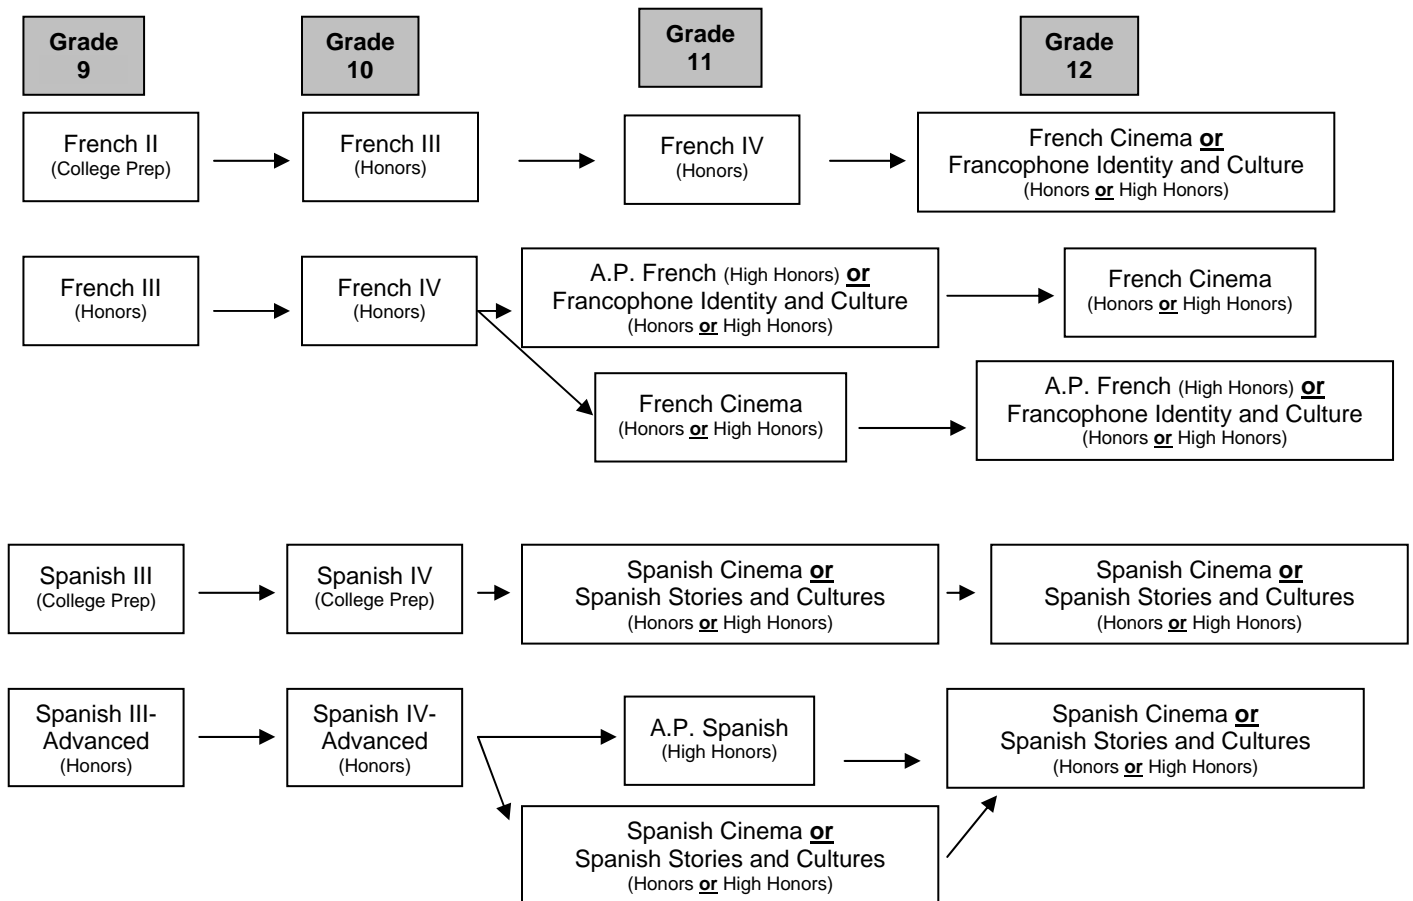 Grade
9
Grade
10
Grade
11
Grade
12
French II
(College Prep)
French III
(Honors)
French IV
(Honors)
French Cinema or
Francophone Identity and Culture
(Honors or High Honors)
French III
(Honors)
French IV
(Honors)
A.P. French (High Honors) or
Francophone Identity and Culture
(Honors or High Honors)
French Cinema
(Honors or High Honors)
French Cinema
(Honors or High Honors)
A.P. French (High Honors) or
Francophone Identity and Culture
(Honors or High Honors)
Spanish III
(College Prep)
Spanish IV
(College Prep)
Spanish Cinema or
Spanish Stories and Cultures
(Honors or High Honors)
Spanish Cinema or
Spanish Stories and Cultures
(Honors or High Honors)
Spanish III-
Advanced
(Honors)
Spanish IV-
Advanced
(Honors)
A.P. Spanish
(High Honors)
Spanish Cinema or
Spanish Stories and Cultures
(Honors or High Honors)
Spanish Cinema or
Spanish Stories and Cultures
(Honors or High Honors)